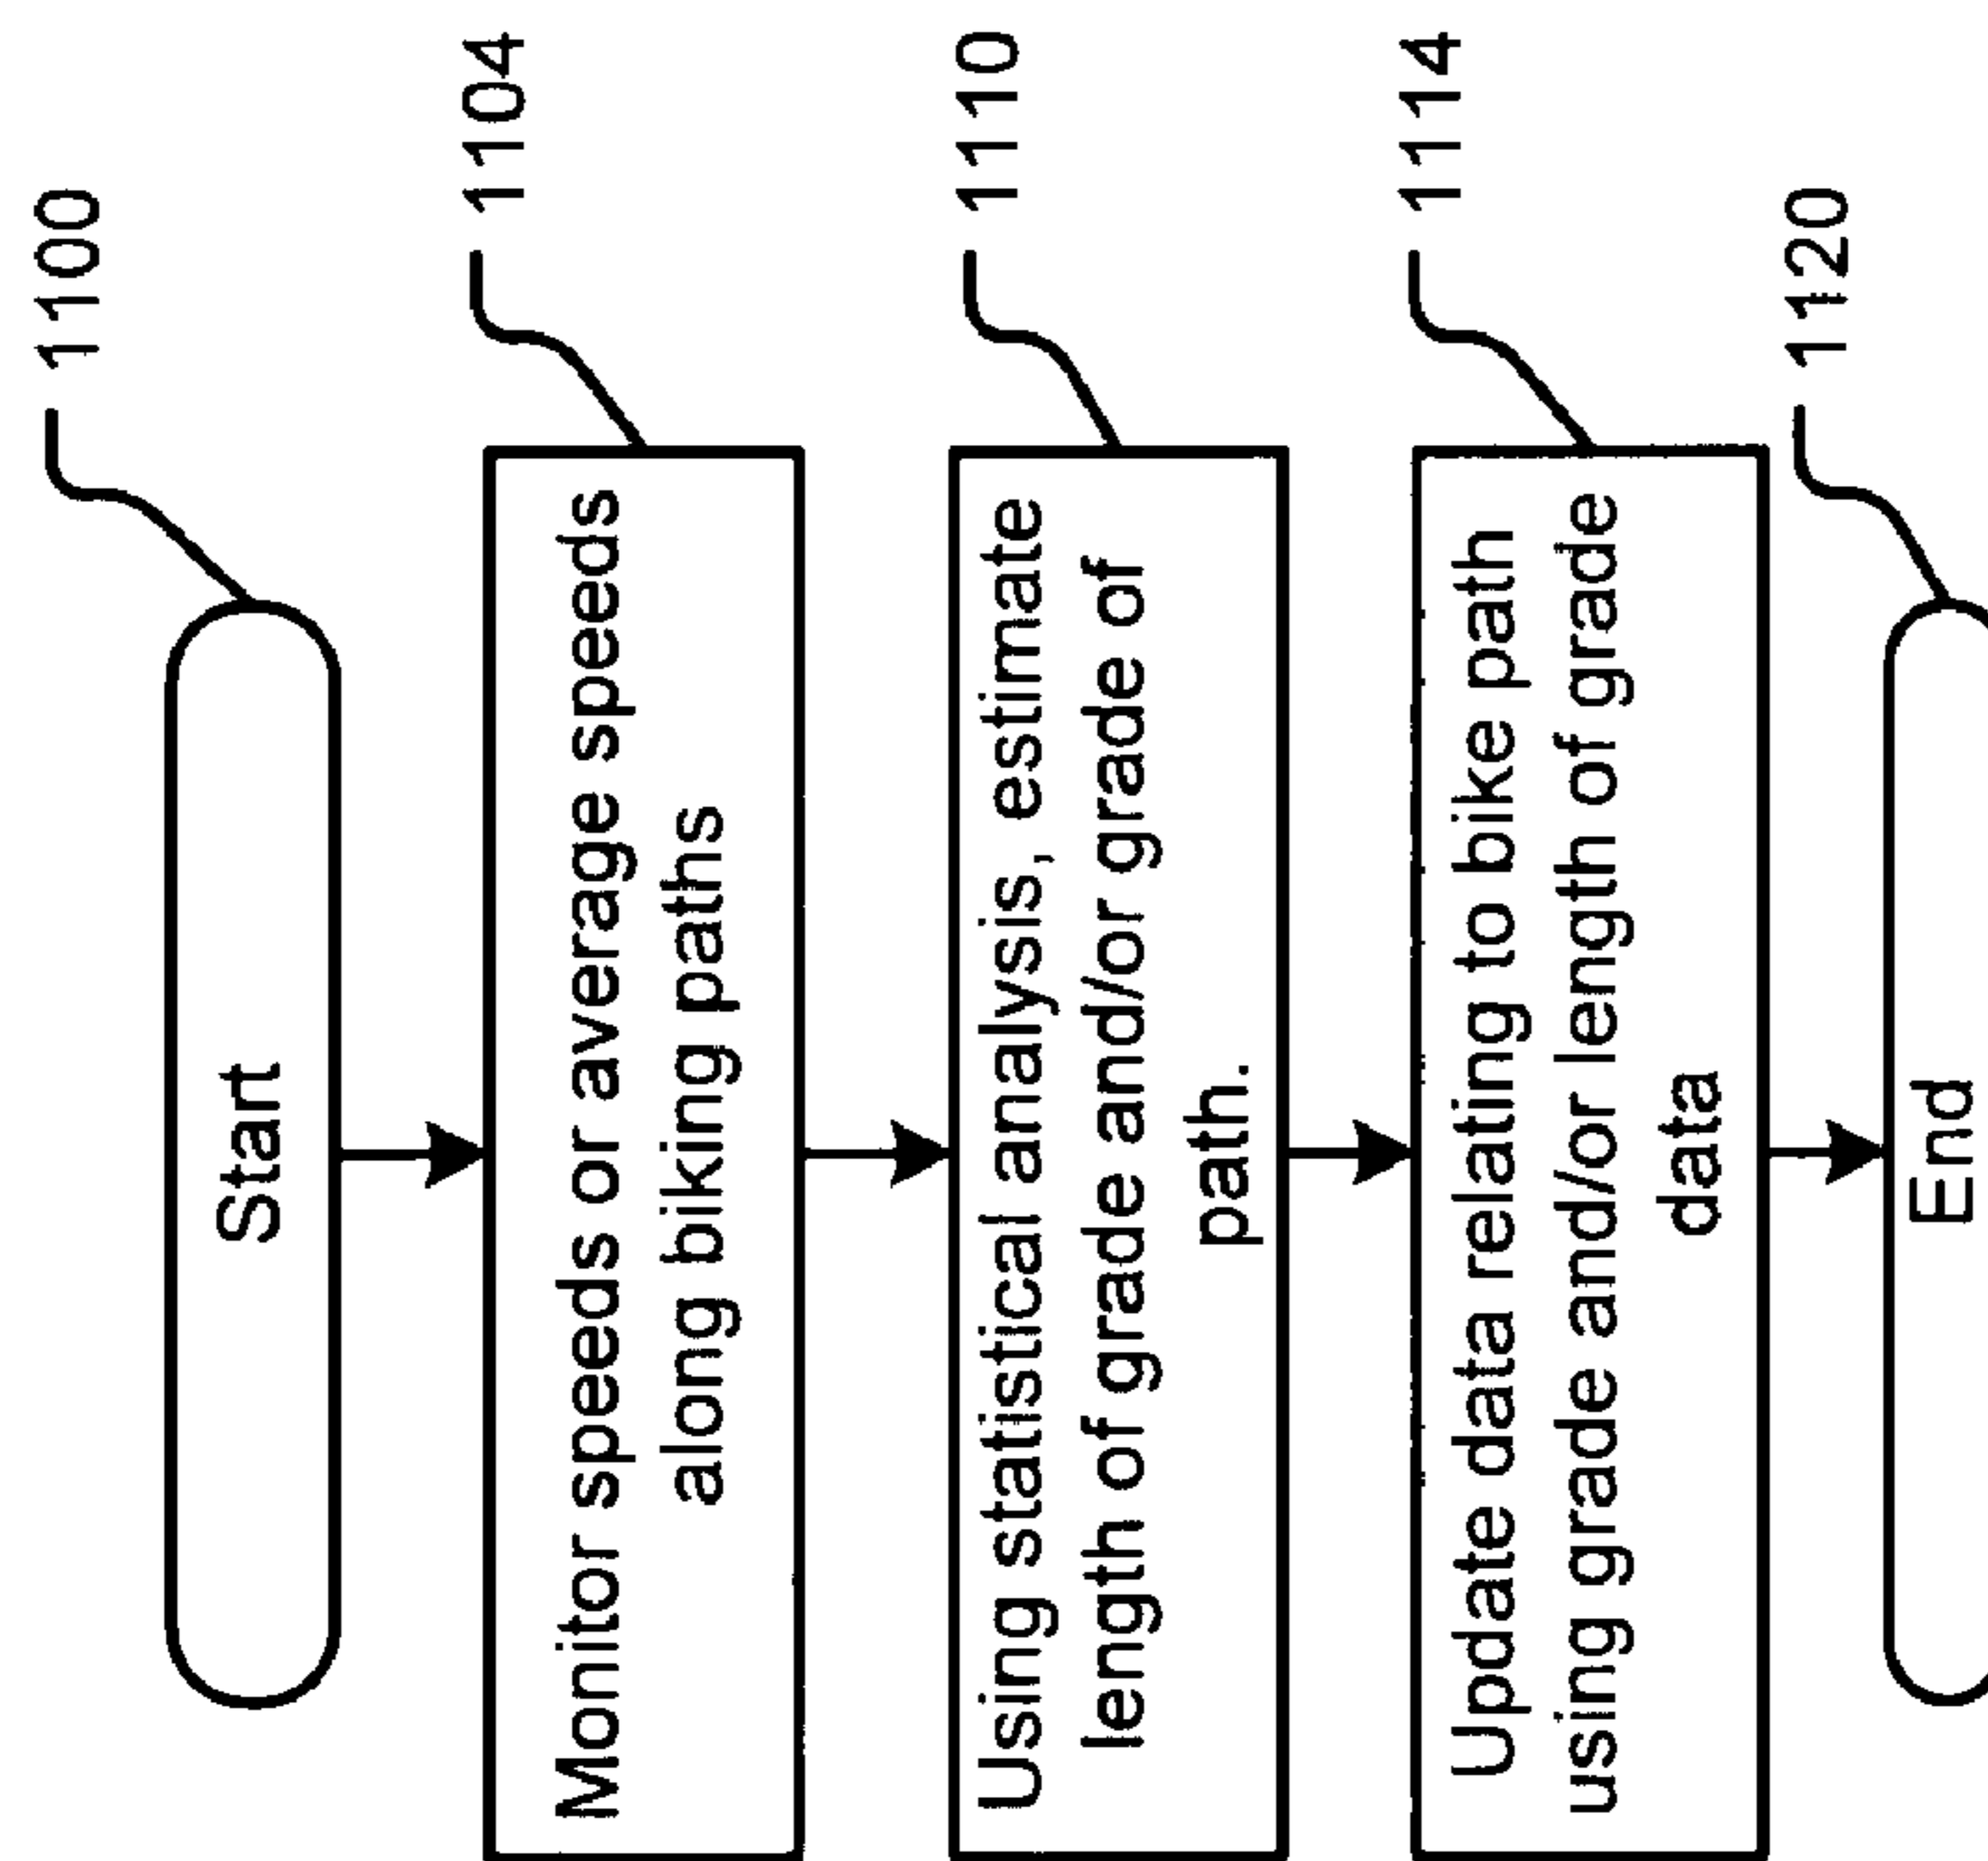 1100
Start
1104
Monitor speeds or average speeds
along biking paths
1110
Using statistical analysis, estimate
length of grade and/or grade of
path.
1114
Update data relating to bike path
using grade and/or length of grade
data
1120
End